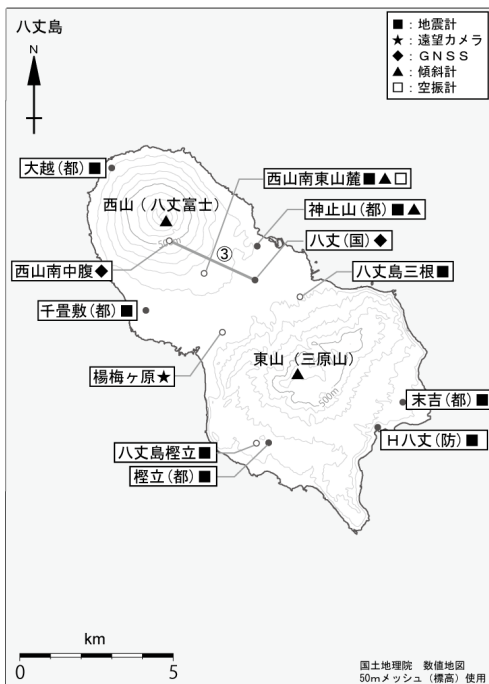 八丈島
N
■：地震計
★：遠望カメラ
◆：ＧＮＳＳ
▲：傾斜計
□：空振計
大越(都)■
西山南東山麓■▲□
西山（八丈富士）
神止山(都)■▲
八丈(国)◆
③
西山南中腹◆
八丈島三根■
千畳敷(都)■
東山（三原山）
楊梅ヶ原★
500m
末吉(都)■
Ｈ八丈(防)■
八丈島樫立■
樫立(都)■
km
0 5
国土地理院　数値地図
50mメッシュ（標高）使用